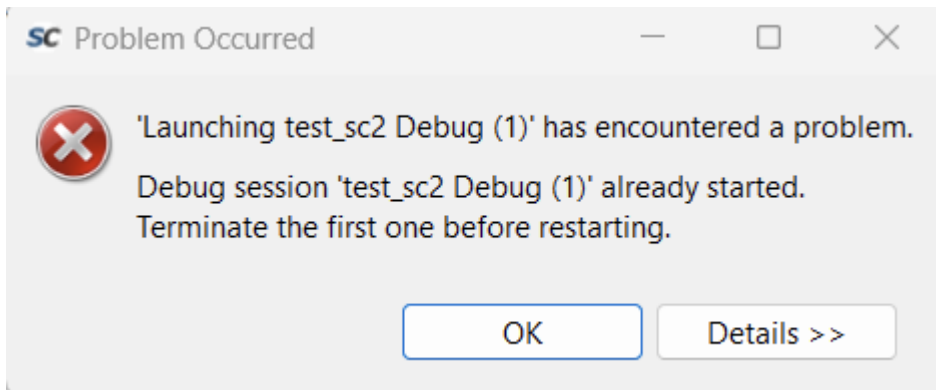 SC Problem Occurred
'Launching test_sc2 Debug (1)' has encountered a problem.
Debug session 'test_sc2 Debug (1)' already started.
Terminate the first one before restarting.
OK
Details >>